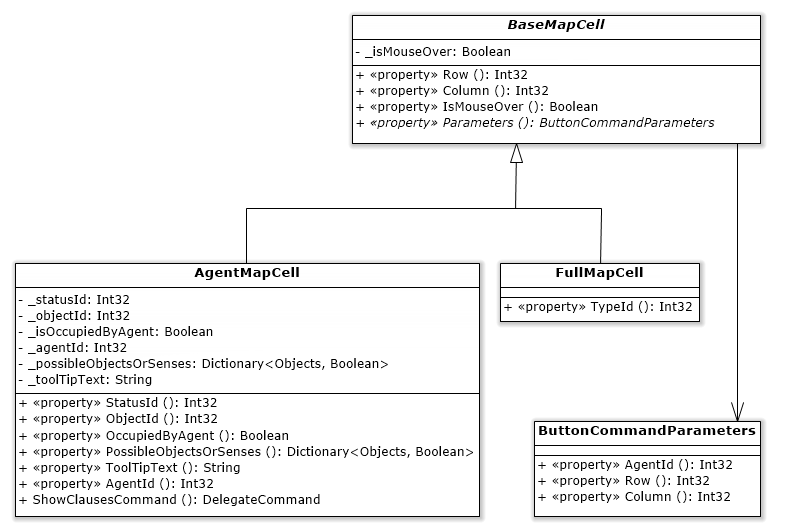 BaseMapCell
- _isMouseOver: Boolean
+ «property» Row (): Int32
+ «property» Column (): Int32
+ «property» IsMouseOver (): Boolean
+ «property» Parameters (): ButtonCommandParameters
AgentMapCell
- _statusId: Int32
- _objectId: Int32
- _isOccupiedByAgent: Boolean
- _agentId: Int32
- _possibleObjectsOrSenses: Dictionary<Objects, Boolean>
- _toolTipText: String
+ «property» StatusId (): Int32
+ «property» ObjectId (): Int32
+ «property» OccupiedByAgent (): Boolean
+ «property» PossibleObjectsOrSenses (): Dictionary<Objects, Boolean>
+ «property» ToolTipText (): String
+ «property» AgentId (): Int32
+ ShowClausesCommand (): DelegateCommand
FullMapCell
+ «property» TypeId (): Int32
ButtonCommandParameters
+ «property» AgentId (): Int32
+ «property» Row (): Int32
+ «property» Column (): Int32